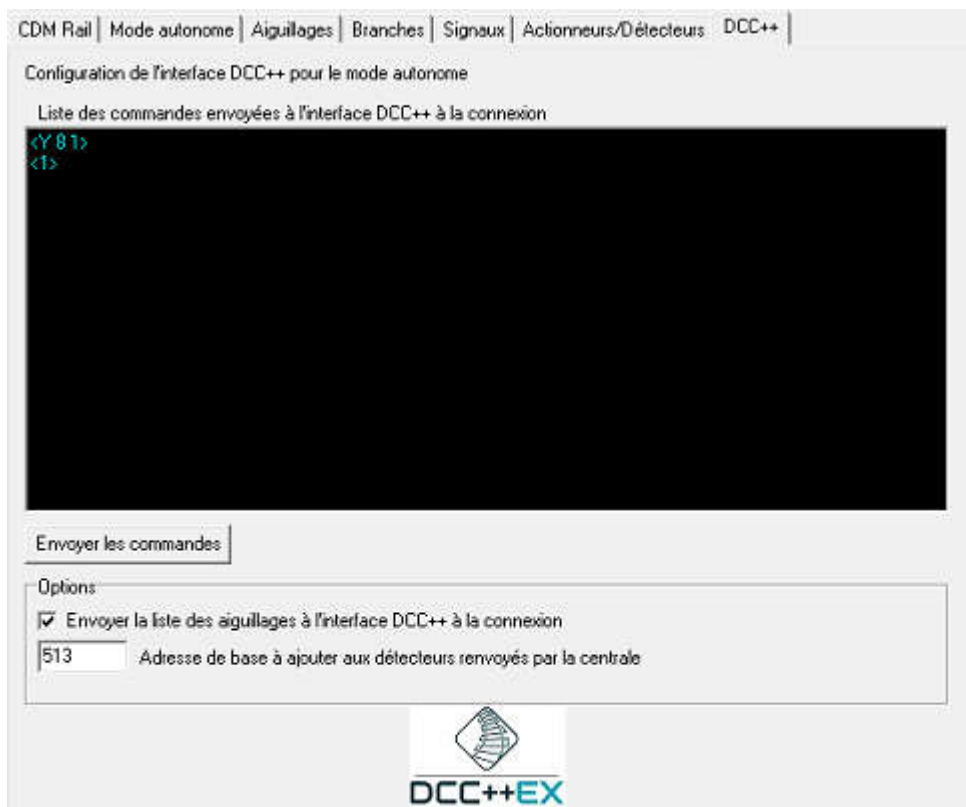 CDM Rail Mode autonome Aiguillages Branches Signaux Actionneurs/Détecteurs DCC++
Configuration de l'interface DCC++ pour le mode autonome
Liste des commandes envoyées à l'interface DCC++ à la connexion
<Y 8 1>
<1>
Envoyer les commandes
Options
Envoyer la liste des aiguillages à l'interface DCC++ à la connexion
513 Adresse de base à ajouter aux détecteurs renvoyés par la centrale
DCC++EX